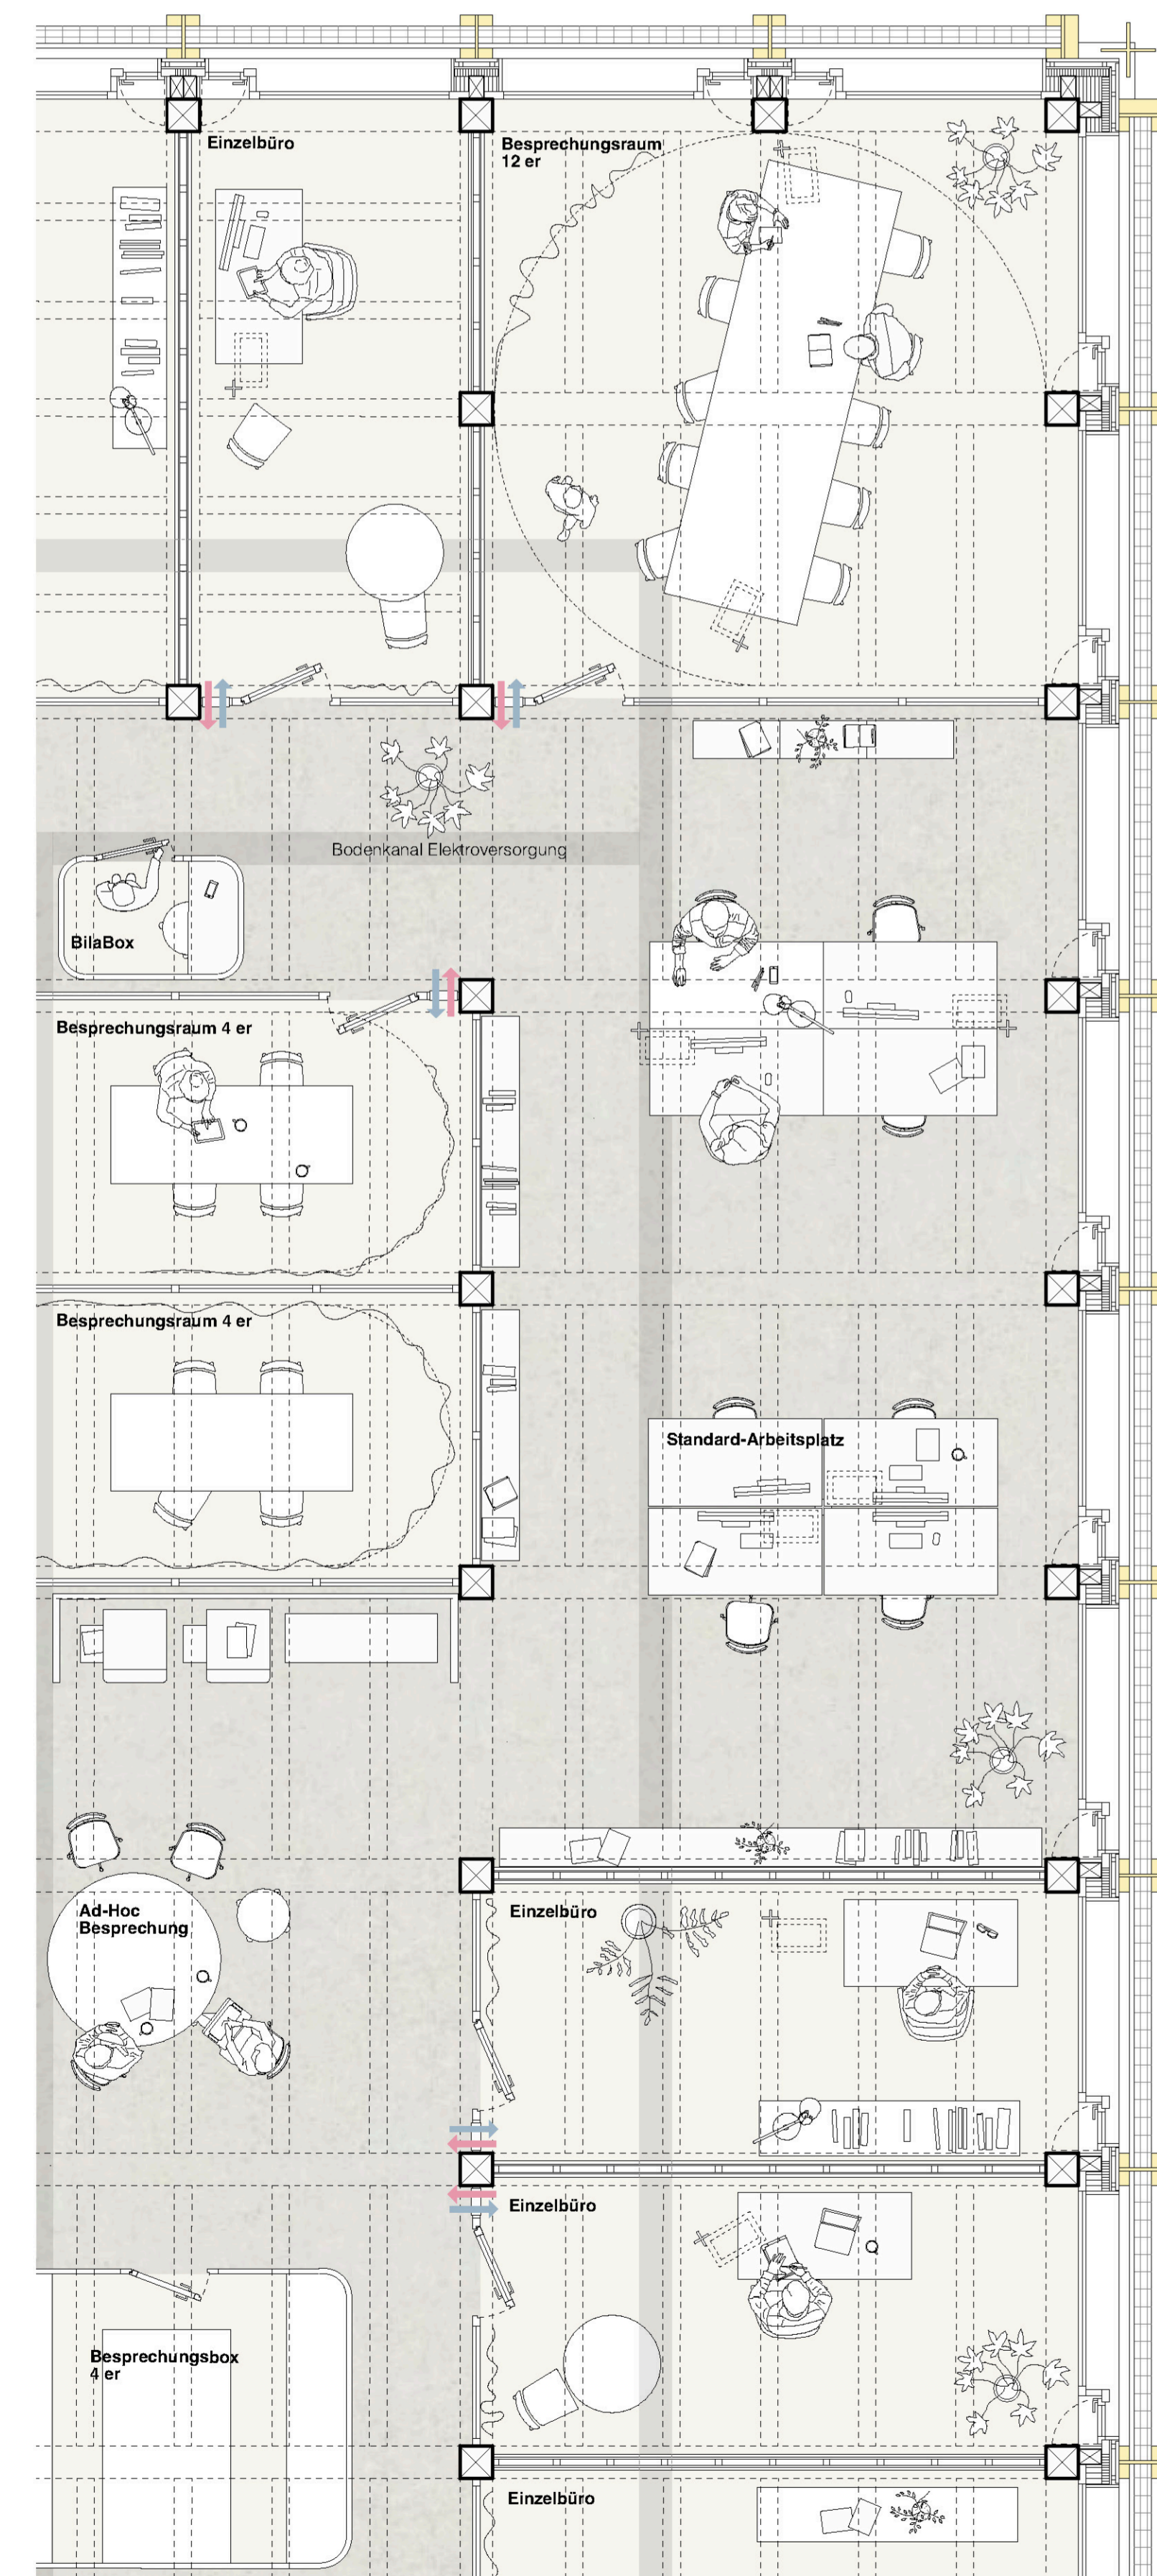 Einzelbüro
Besprechungsraum
12 er
Bodenkanal Elektroversorgung
BilaBox
Besprechungsraum 4 er
Besprechungsraum 4 er
Standard-Arbeitsplatz
Ad-Hoc
Besprechung
Einzelbüro
Einzelbüro
Besprechungsbox
4 er
Einzelbüro